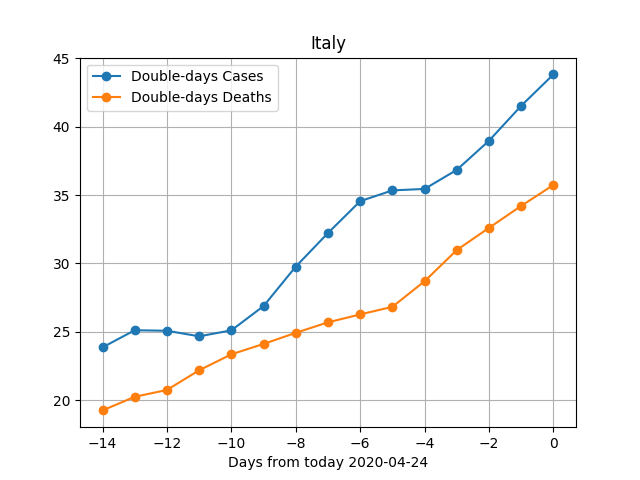 Italy
Double-days Cases
Double-days Deaths
45
40
35
30
25
20
−14 −12 −10 −8 −6 −4 −2 0
Days from today 2020-04-24